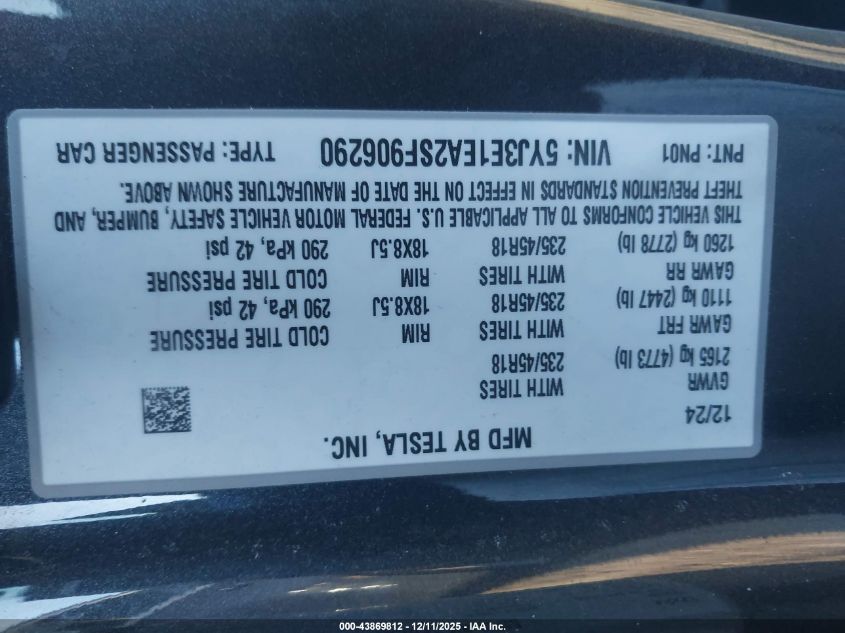 MFD BY TESLA, INC.
12/24
GVWR WITH TIRES
2165 kg (4773 lb) 235/45R18
GAWR FRT WITH TIRES RIM COLD TIRE PRESSURE
1110 kg (2447 lb) 235/45R18 18X8.5J 290 kPa, 42 psi
GAWR RR WITH TIRES RIM COLD TIRE PRESSURE
1260 kg (2778 lb) 235/45R18 18X8.5J 290 kPa, 42 psi
THIS VEHICLE CONFORMS TO ALL APPLICABLE U.S. FEDERAL MOTOR VEHICLE SAFETY, BUMPER, AND
THEFT PREVENTION STANDARDS IN EFFECT ON THE DATE OF MANUFACTURE SHOWN ABOVE.
PNT: PN01 VIN: 5YJ3E1EA2SF906290 TYPE: PASSENGER CAR
000-43869812 - 12/11/2025 - IAA Inc.